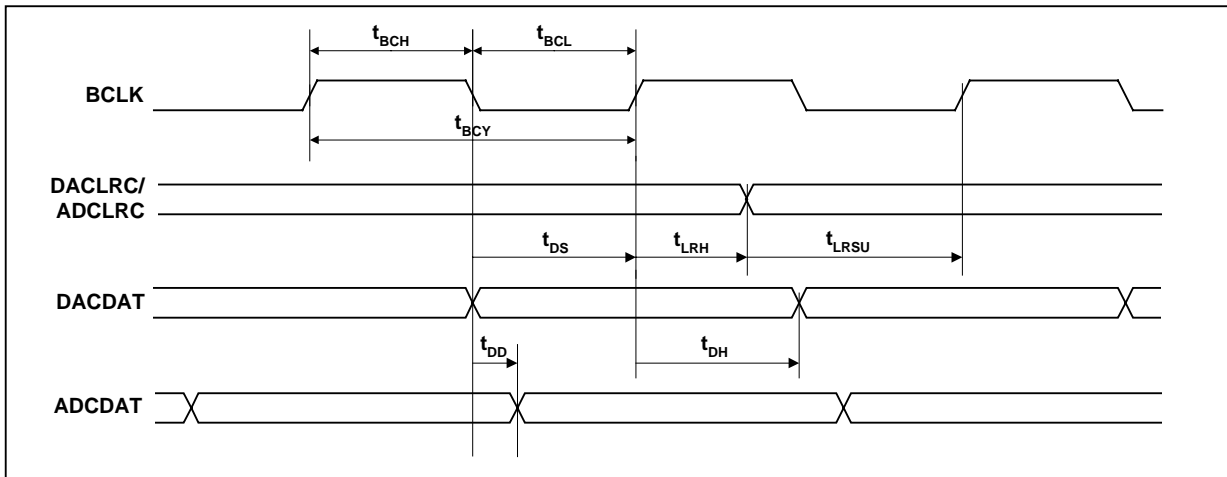 tBCH
tBCL
BCLK
tBCY
DACLRC/
ADCLRC
tDS
tLRH
tLRSU
DACDAT
tDD
tDH
ADCDAT